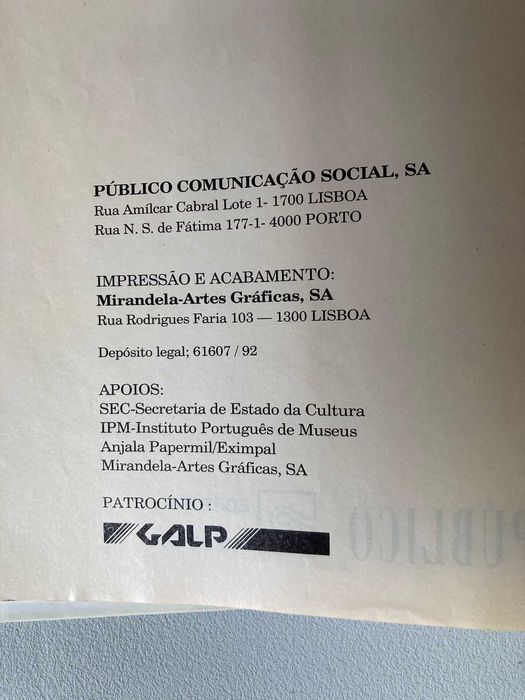 PÚBLICO COMUNICAÇÃO SOCIAL, SA
Rua Amílcar Cabral Lote 1- 1700 LISBOA
Rua N. S. de Fátima 177-1- 4000 PORTO
IMPRESSÃO E ACABAMENTO:
Mirandela-Artes Gráficas, SA
Rua Rodrigues Faria 103 — 1300 LISBOA
Depósito legal; 61607 / 92
APOIOS:
SEC-Secretaria de Estado da Cultura
IPM-Instituto Português de Museus
Anjala Papermil/Eximpal
Mirandela-Artes Gráficas, SA
PATROCÍNIO :
GALP
PÚBLICO